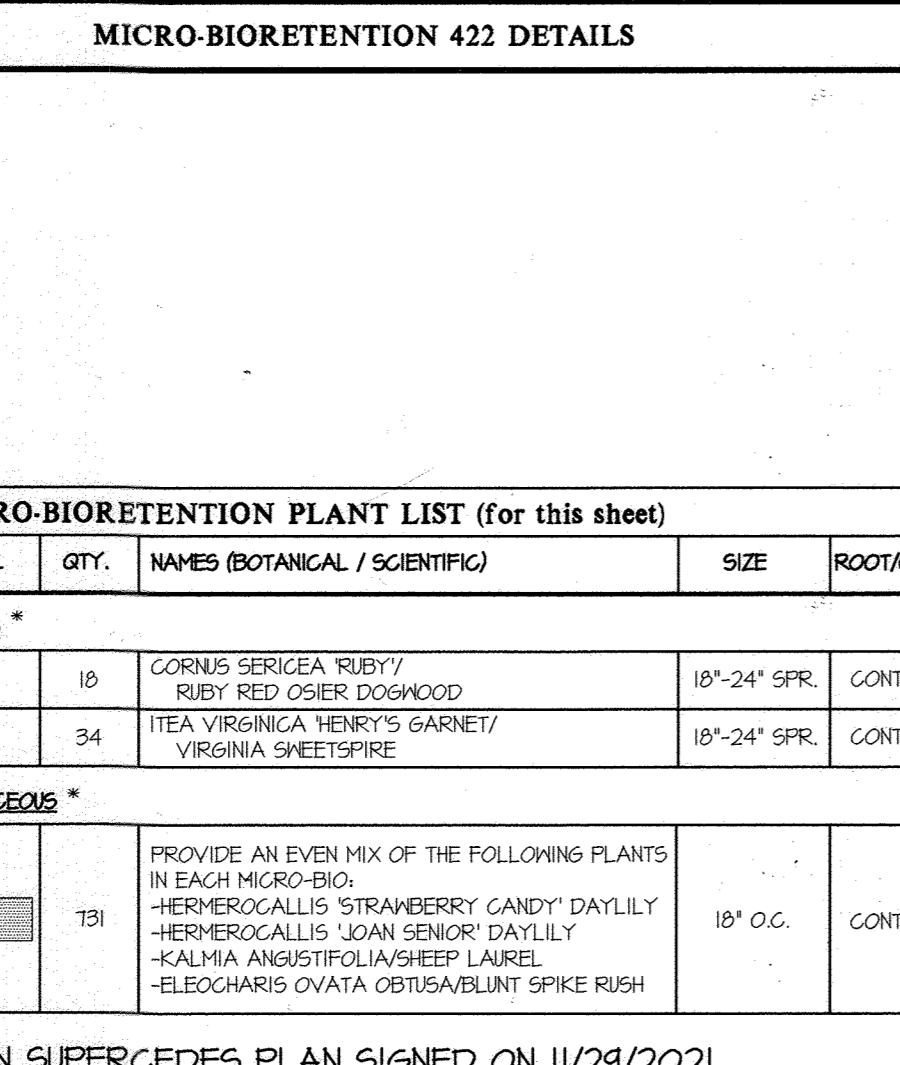 MICRO-BIORETENTION 422 DETAILS
RO-BIORETENTION PLANT LIST (for this sheet)
QTY. NAMES (BOTANICAL / SCIENTIFIC) SIZE ROOT/
*
18 CORNUS SERICEA 'RUBY'/ 18"-24" SPR. CONT
RUBY RED OSIER DOGWOOD
34 ITEA VIRGINICA 'HENRY'S GARNET/ 18"-24" SPR. CONT
VIRGINIA SWEETSPIRE
CEOUS *
PROVIDE AN EVEN MIX OF THE FOLLOWING PLANTS
IN EACH MICRO-BIO:
-HERMEROCALLIS 'STRAWBERRY CANDY' DAYLILY
731 18" O.C. CONT
-HERMEROCALLIS 'JOAN SENIOR' DAYLILY
-KALMIA ANGUSTIFOLIA/SHEEP LAUREL
-ELEOCHARIS OVATA OBTUSA/BLUNT SPIKE RUSH
N SUPERCEDES PLAN SIGNED ON 11/29/2021